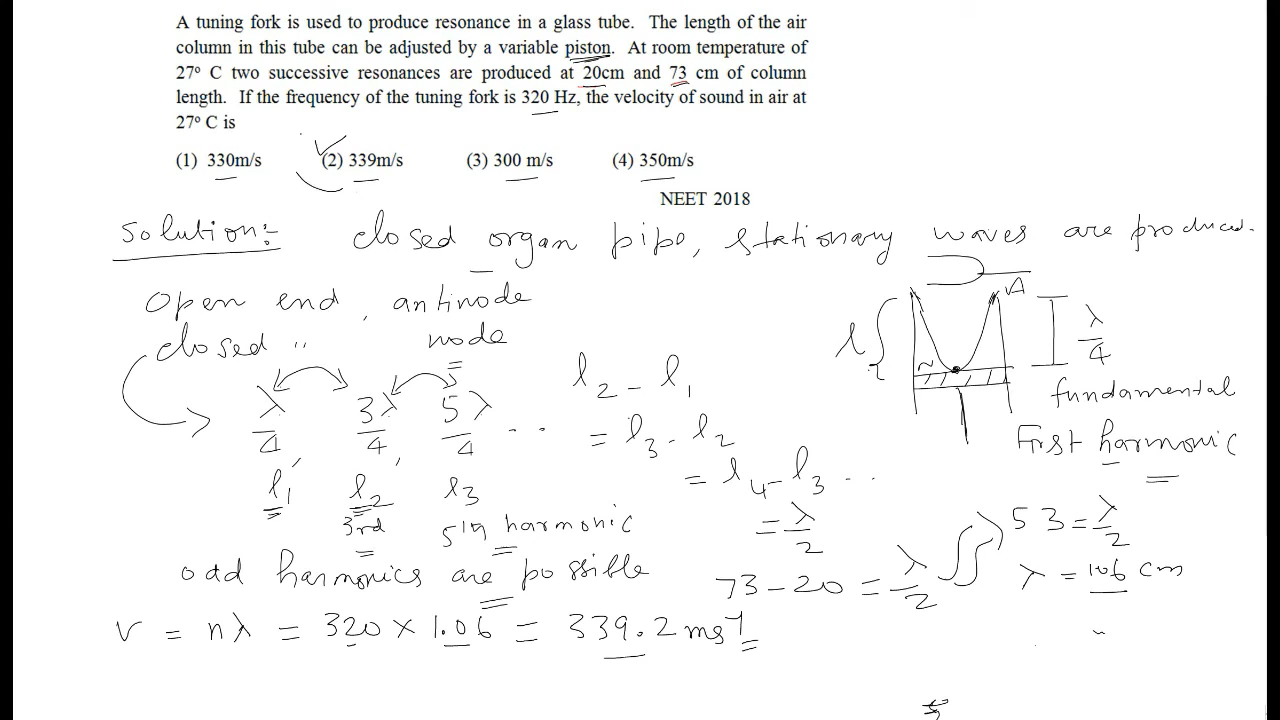 A tuning fork is used to produce resonance in a glass tube. The length of the air
column in this tube can be adjusted by a variable piston. At room temperature of
27° C two successive resonances are produced at 20cm and 73 cm of column
length. If the frequency of the tuning fork is 320 Hz, the velocity of sound in air at
27° C is
(1) 330m/s (2) 339m/s (3) 300 m/s (4) 350m/s
NEET 2018
Solution:- closed organ pipe, stationary waves are produced.
open end, antinode
closed " node
λ/4, 3λ/4, 5λ/4 ..
l₁ l₂ l₃
3rd 5th harmonic
odd harmonics are possible
l₂ - l₁
= l₃ - l₂
= l₄ - l₃ ...
= λ/2
73 - 20 = λ/2
A
l N λ/4
fundamental
First harmonic
53 = λ/2
λ = 106 cm
v = nλ = 320 × 1.06 = 339.2 ms⁻¹